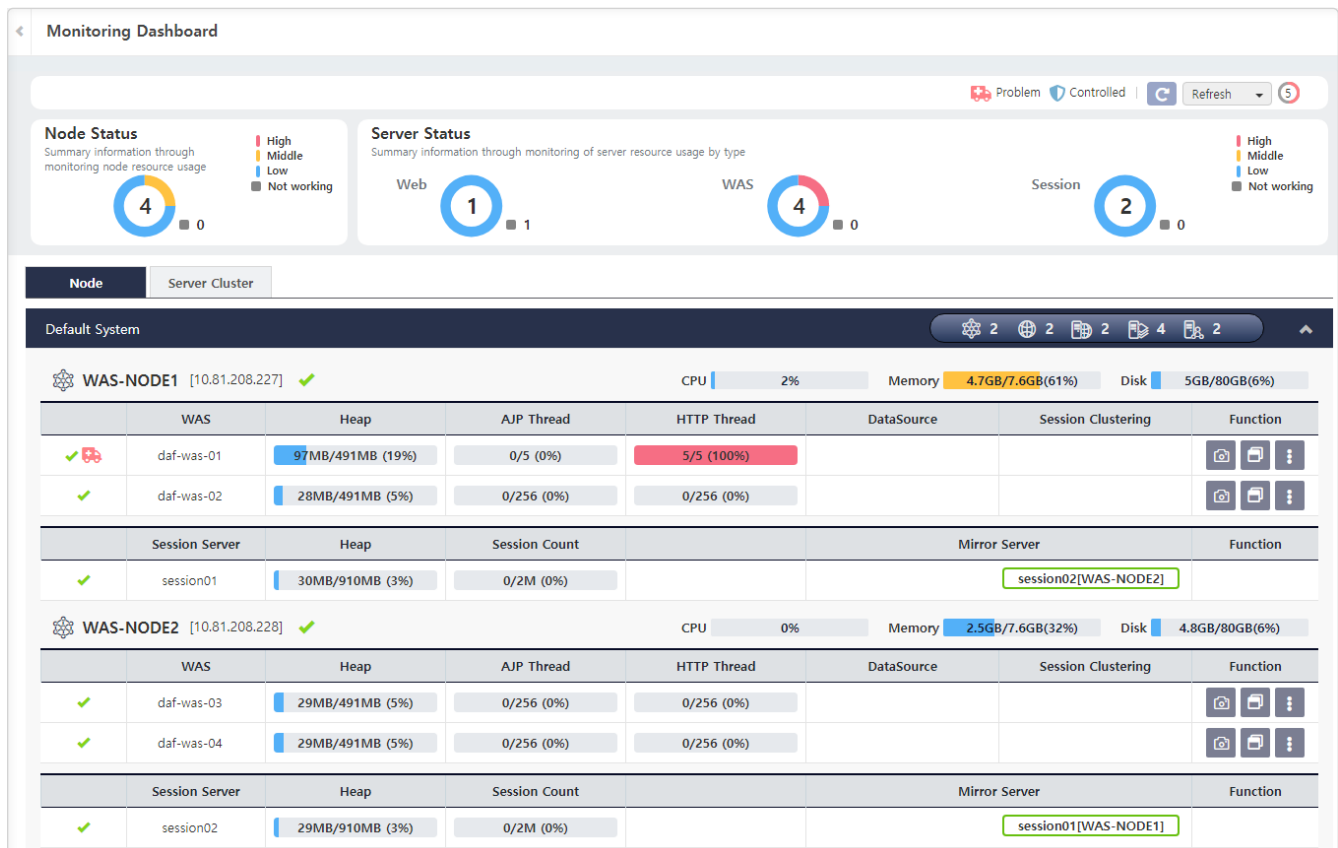 Monitoring Dashboard
Problem Controlled Refresh 5
Node Status
Summary information through
monitoring node resource usage
High
Middle
Low
Not working
4
0
Server Status
Summary information through monitoring of server resource usage by type
Web
1
1
WAS
4
0
Session
2
0
High
Middle
Low
Not working
Node Server Cluster
Default System 2 2 2 4 2
WAS-NODE1 [10.81.208.227] CPU 2% Memory 4.7GB/7.6GB(61%) Disk 5GB/80GB(6%)
WAS Heap AJP Thread HTTP Thread DataSource Session Clustering Function
daf-was-01 97MB/491MB (19%) 0/5 (0%) 5/5 (100%)
daf-was-02 28MB/491MB (5%) 0/256 (0%) 0/256 (0%)
Session Server Heap Session Count Mirror Server Function
session01 30MB/910MB (3%) 0/2M (0%) session02[WAS-NODE2]
WAS-NODE2 [10.81.208.228] CPU 0% Memory 2.5GB/7.6GB(32%) Disk 4.8GB/80GB(6%)
WAS Heap AJP Thread HTTP Thread DataSource Session Clustering Function
daf-was-03 29MB/491MB (5%) 0/256 (0%) 0/256 (0%)
daf-was-04 29MB/491MB (5%) 0/256 (0%) 0/256 (0%)
Session Server Heap Session Count Mirror Server Function
session02 29MB/910MB (3%) 0/2M (0%) session01[WAS-NODE1]